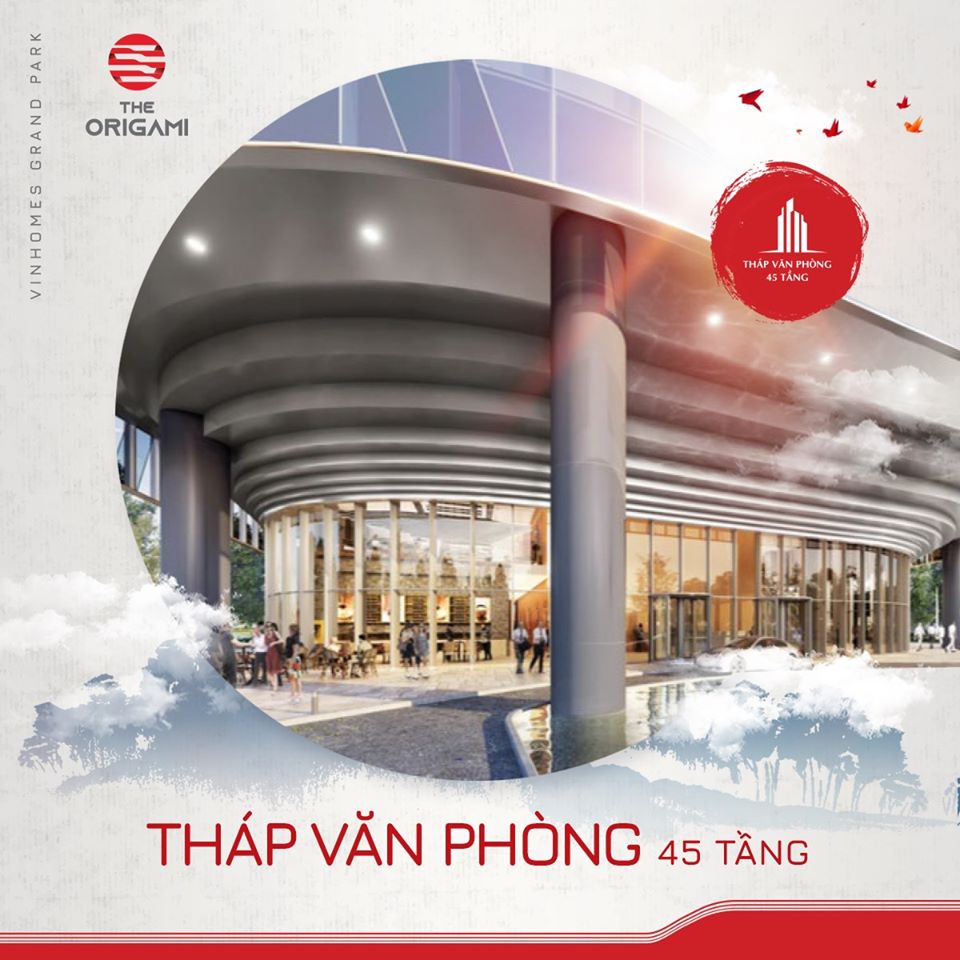 VINHOMES GRAND PARK
THE
ORIGAMI
THÁP VĂN PHÒNG
45 TẦNG
THÁP VĂN PHÒNG 45 TẦNG